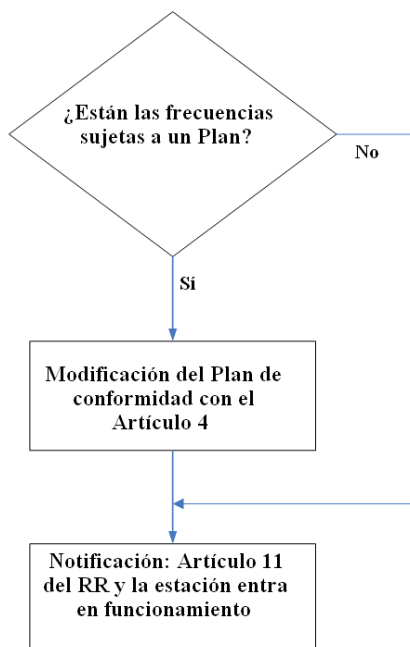 ¿Están las frecuencias
sujetas a un Plan?
No
Sí
Modificación del Plan de
conformidad con el
Artículo 4
Notificación: Artículo 11
del RR y la estación entra
en funcionamiento